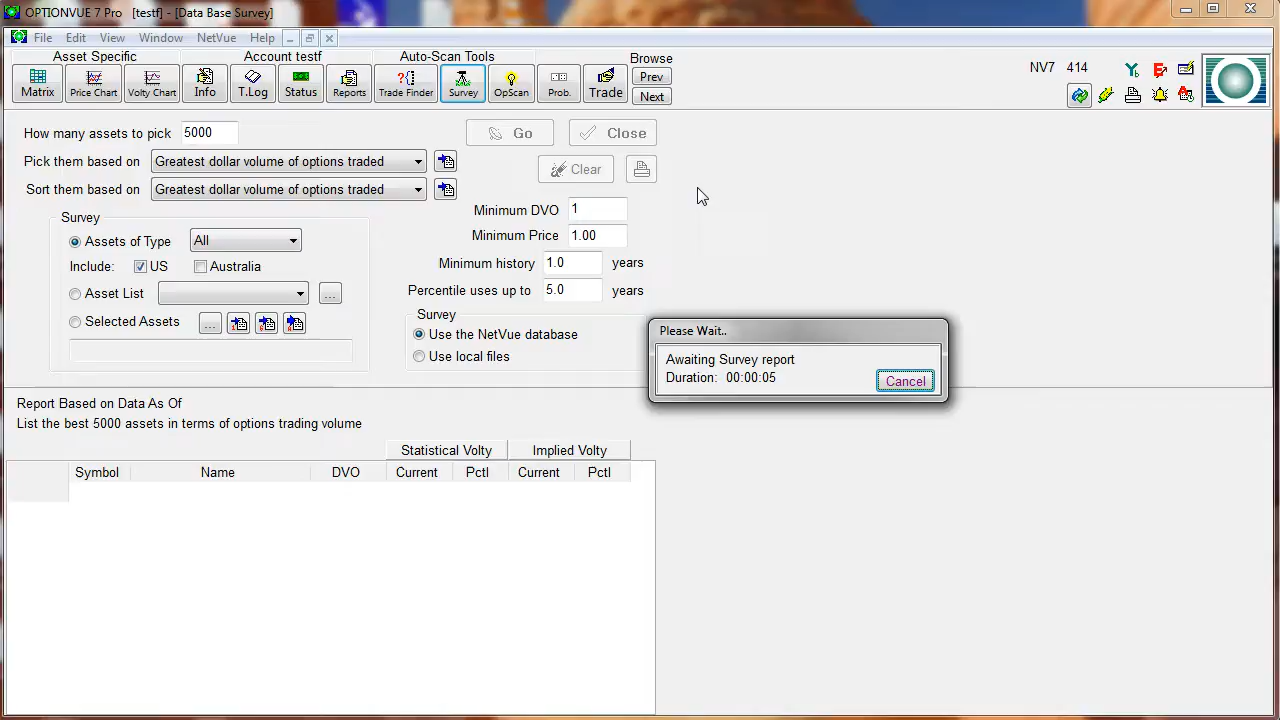 OPTIONVUE 7 Pro [testf] - [Data Base Survey]
File Edit View Window NetVue Help
Asset Specific Account testf Auto-Scan Tools Browse
Matrix Price Chart Volty Chart Info T.Log Status Reports Trade Finder Survey OpScan Prob. Trade Prev
Next
NV7 414
How many assets to pick 5000 Go Close
Pick them based on Greatest dollar volume of options traded Clear
Sort them based on Greatest dollar volume of options traded
Survey
Assets of Type All
Include: US Australia
Asset List ...
Selected Assets ...
Minimum DVO 1
Minimum Price 1.00
Minimum history 1.0 years
Percentile uses up to 5.0 years
Survey
Use the NetVue database
Use local files
Please Wait..
Awaiting Survey report
Duration: 00:00:05
Cancel
Report Based on Data As Of
List the best 5000 assets in terms of options trading volume
Statistical Volty Implied Volty
Symbol Name DVO Current Pctl Current Pctl